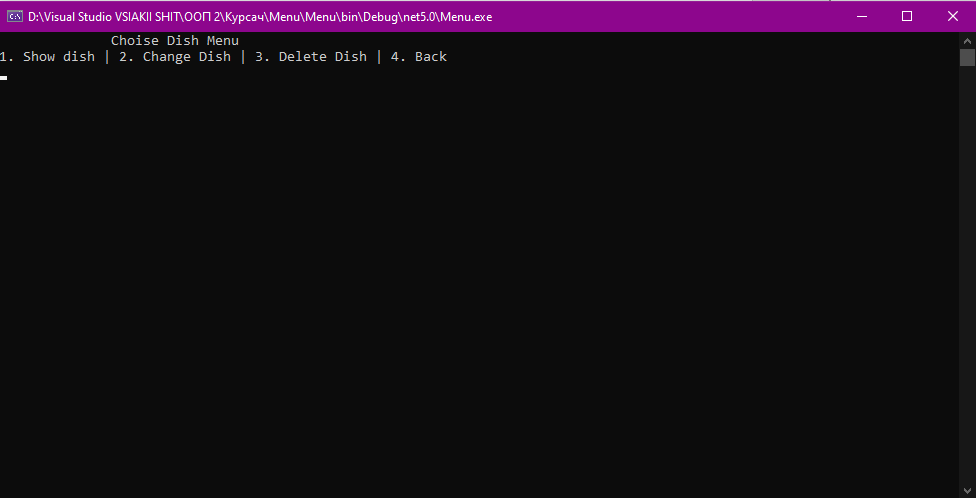 D:\Visual Studio VSIAKII SHIT\ООП 2\Курсач\Menu\Menu\bin\Debug\net5.0\Menu.exe
Choise Dish Menu
1. Show dish | 2. Change Dish | 3. Delete Dish | 4. Back